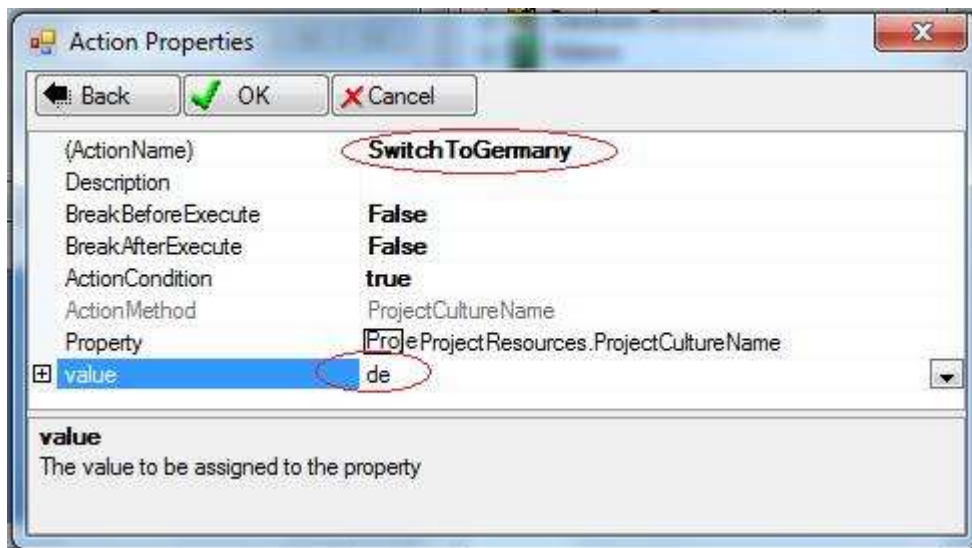 Action Properties
Back OK Cancel
(ActionName) SwitchToGermany
Description
BreakBeforeExecute False
BreakAfterExecute False
ActionCondition true
ActionMethod ProjectCultureName
Property ProjectResources.ProjectCultureName
value de
value
The value to be assigned to the property